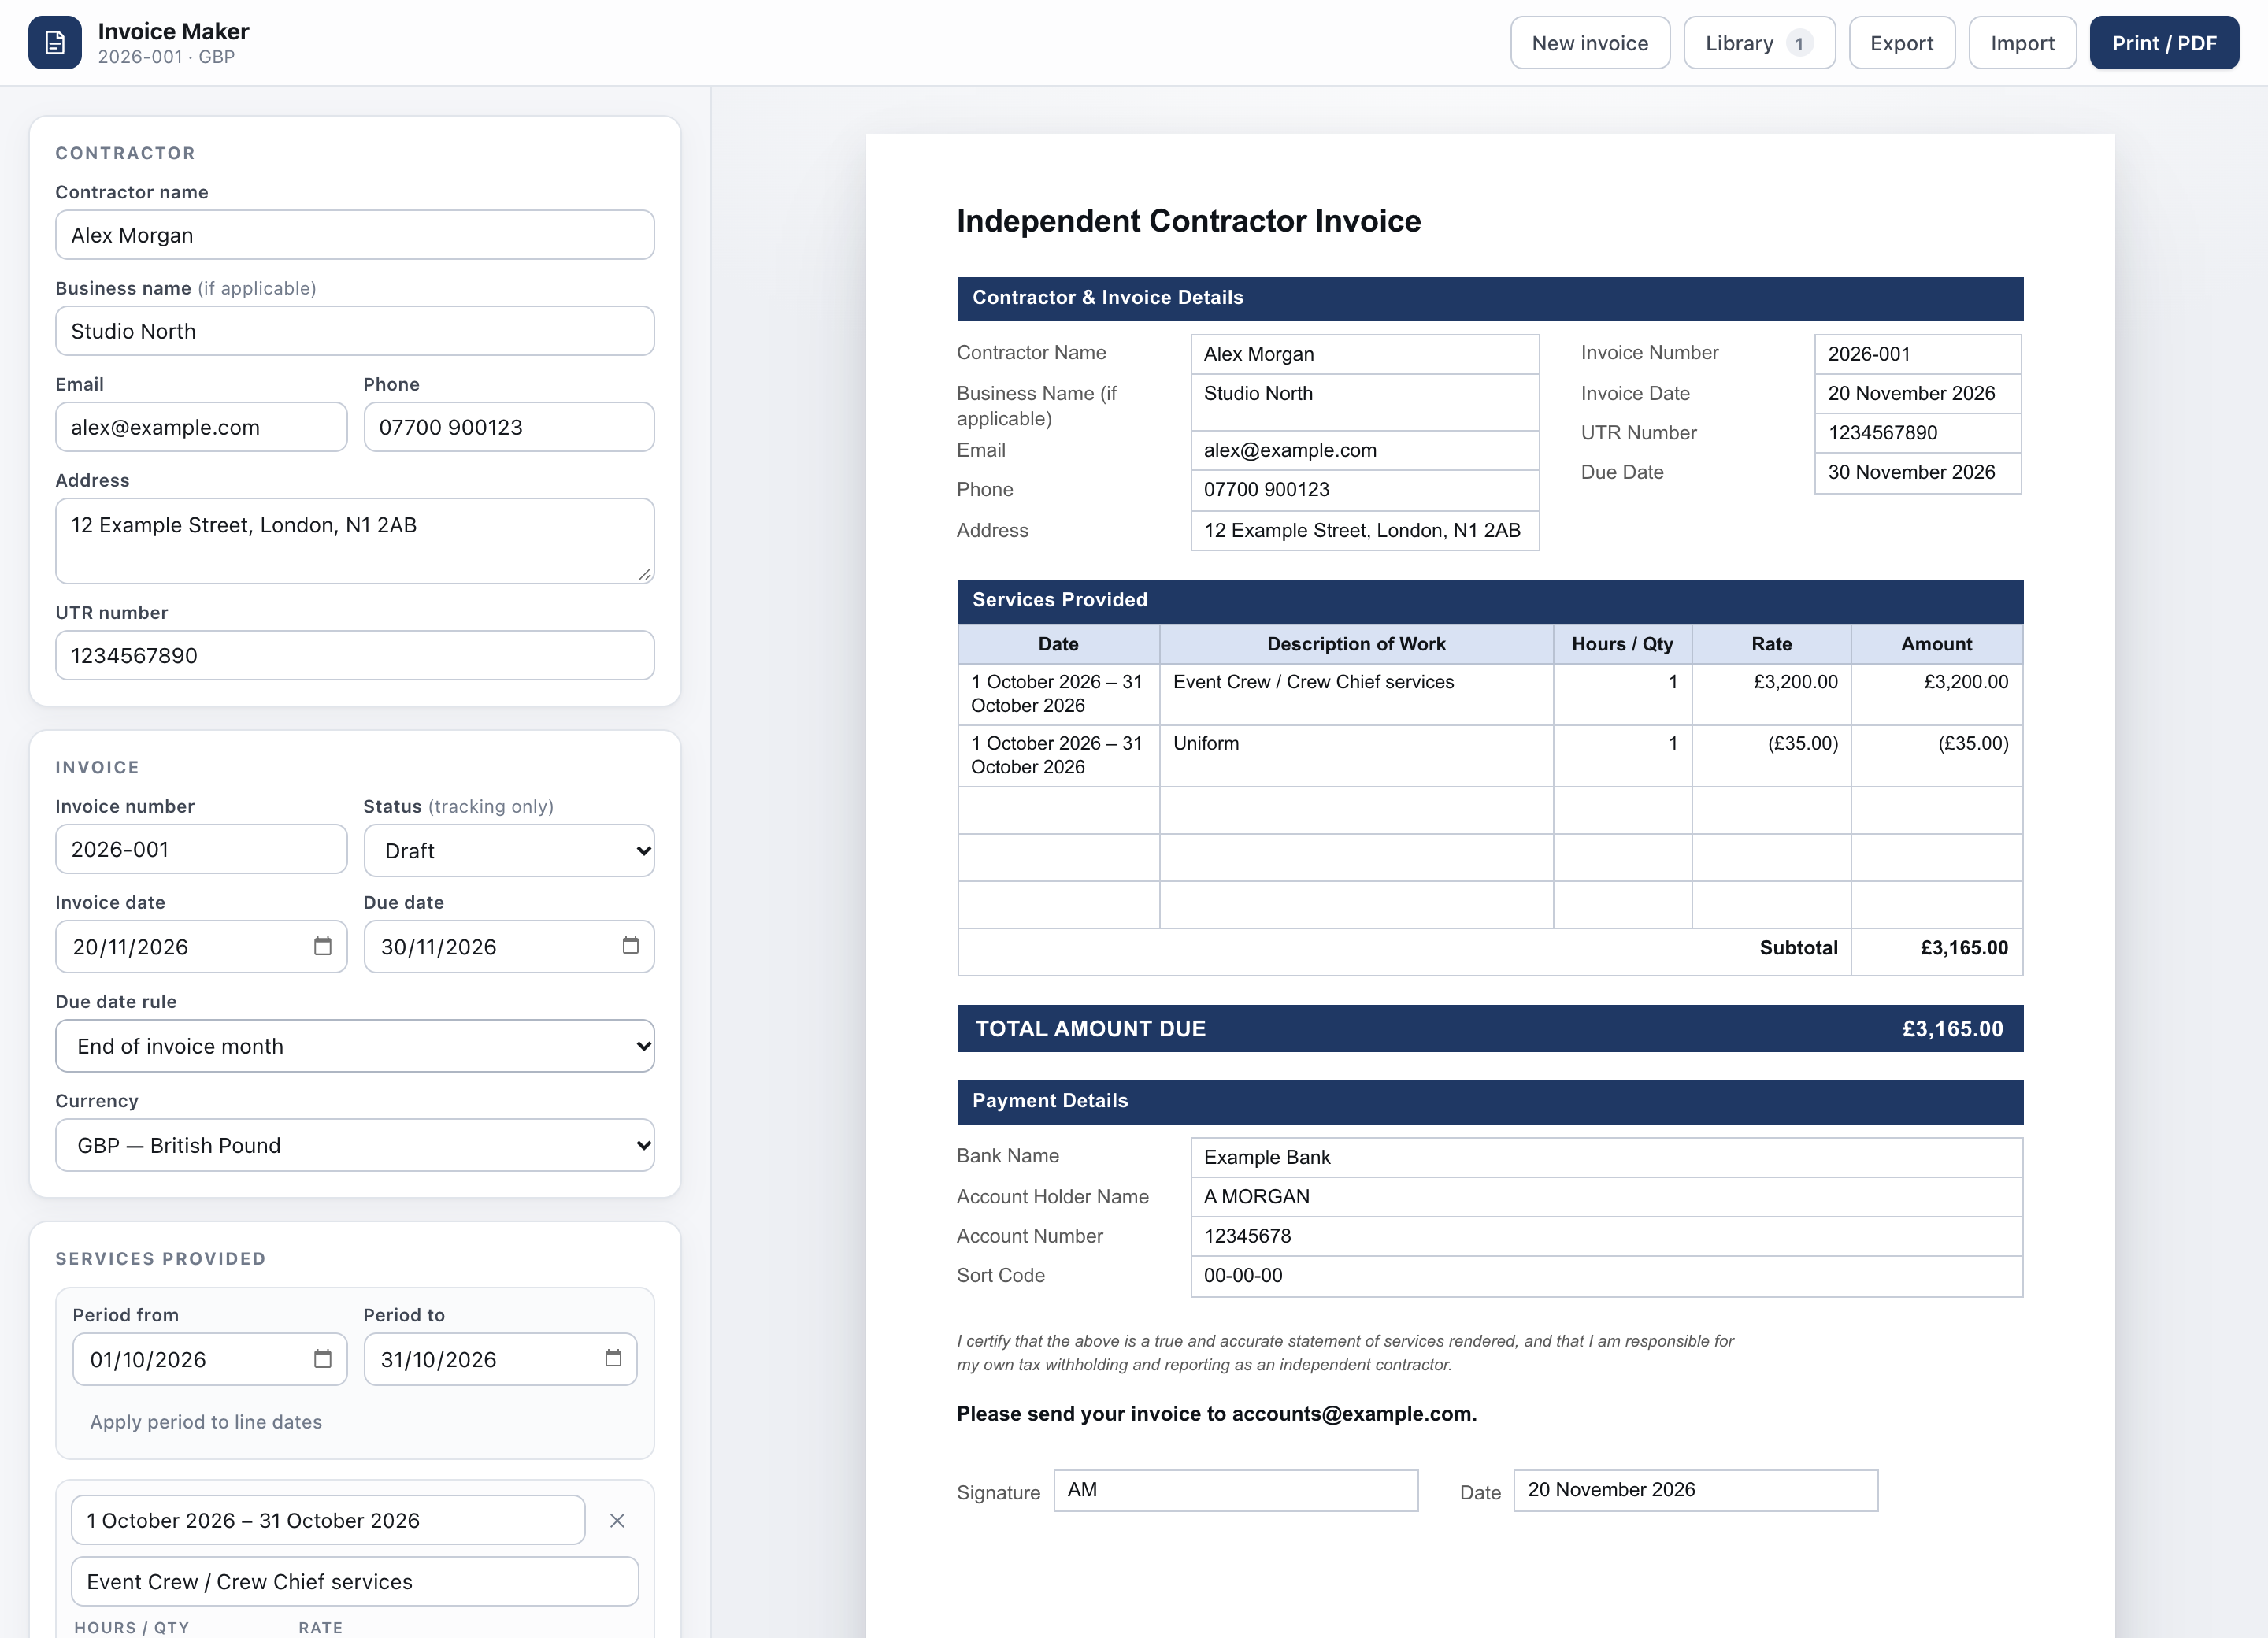 Invoice Maker
2026-001 · GBP
New invoice
Library 1
Export
Import
Print / PDF
CONTRACTOR
Contractor name
Alex Morgan
Business name (if applicable)
Studio North
Email Phone
alex@example.com 07700 900123
Address
12 Example Street, London, N1 2AB
UTR number
1234567890
INVOICE
Invoice number Status (tracking only)
2026-001 Draft
Invoice date Due date
20/11/2026 30/11/2026
Due date rule
End of invoice month
Currency
GBP — British Pound
SERVICES PROVIDED
Period from Period to
01/10/2026 31/10/2026
Apply period to line dates
1 October 2026 – 31 October 2026
Event Crew / Crew Chief services
HOURS / QTY RATE
Independent Contractor Invoice
Contractor & Invoice Details
Contractor Name Alex Morgan
Business Name (if
applicable) Studio North
Email alex@example.com
Phone 07700 900123
Address 12 Example Street, London, N1 2AB
Invoice Number 2026-001
Invoice Date 20 November 2026
UTR Number 1234567890
Due Date 30 November 2026
Services Provided
Date Description of Work Hours / Qty Rate Amount
1 October 2026 – 31 Event Crew / Crew Chief services 1 £3,200.00 £3,200.00
October 2026
1 October 2026 – 31 Uniform 1 (£35.00) (£35.00)
October 2026
Subtotal £3,165.00
TOTAL AMOUNT DUE £3,165.00
Payment Details
Bank Name Example Bank
Account Holder Name A MORGAN
Account Number 12345678
Sort Code 00-00-00
I certify that the above is a true and accurate statement of services rendered, and that I am responsible for
my own tax withholding and reporting as an independent contractor.
Please send your invoice to accounts@example.com.
Signature AM Date 20 November 2026